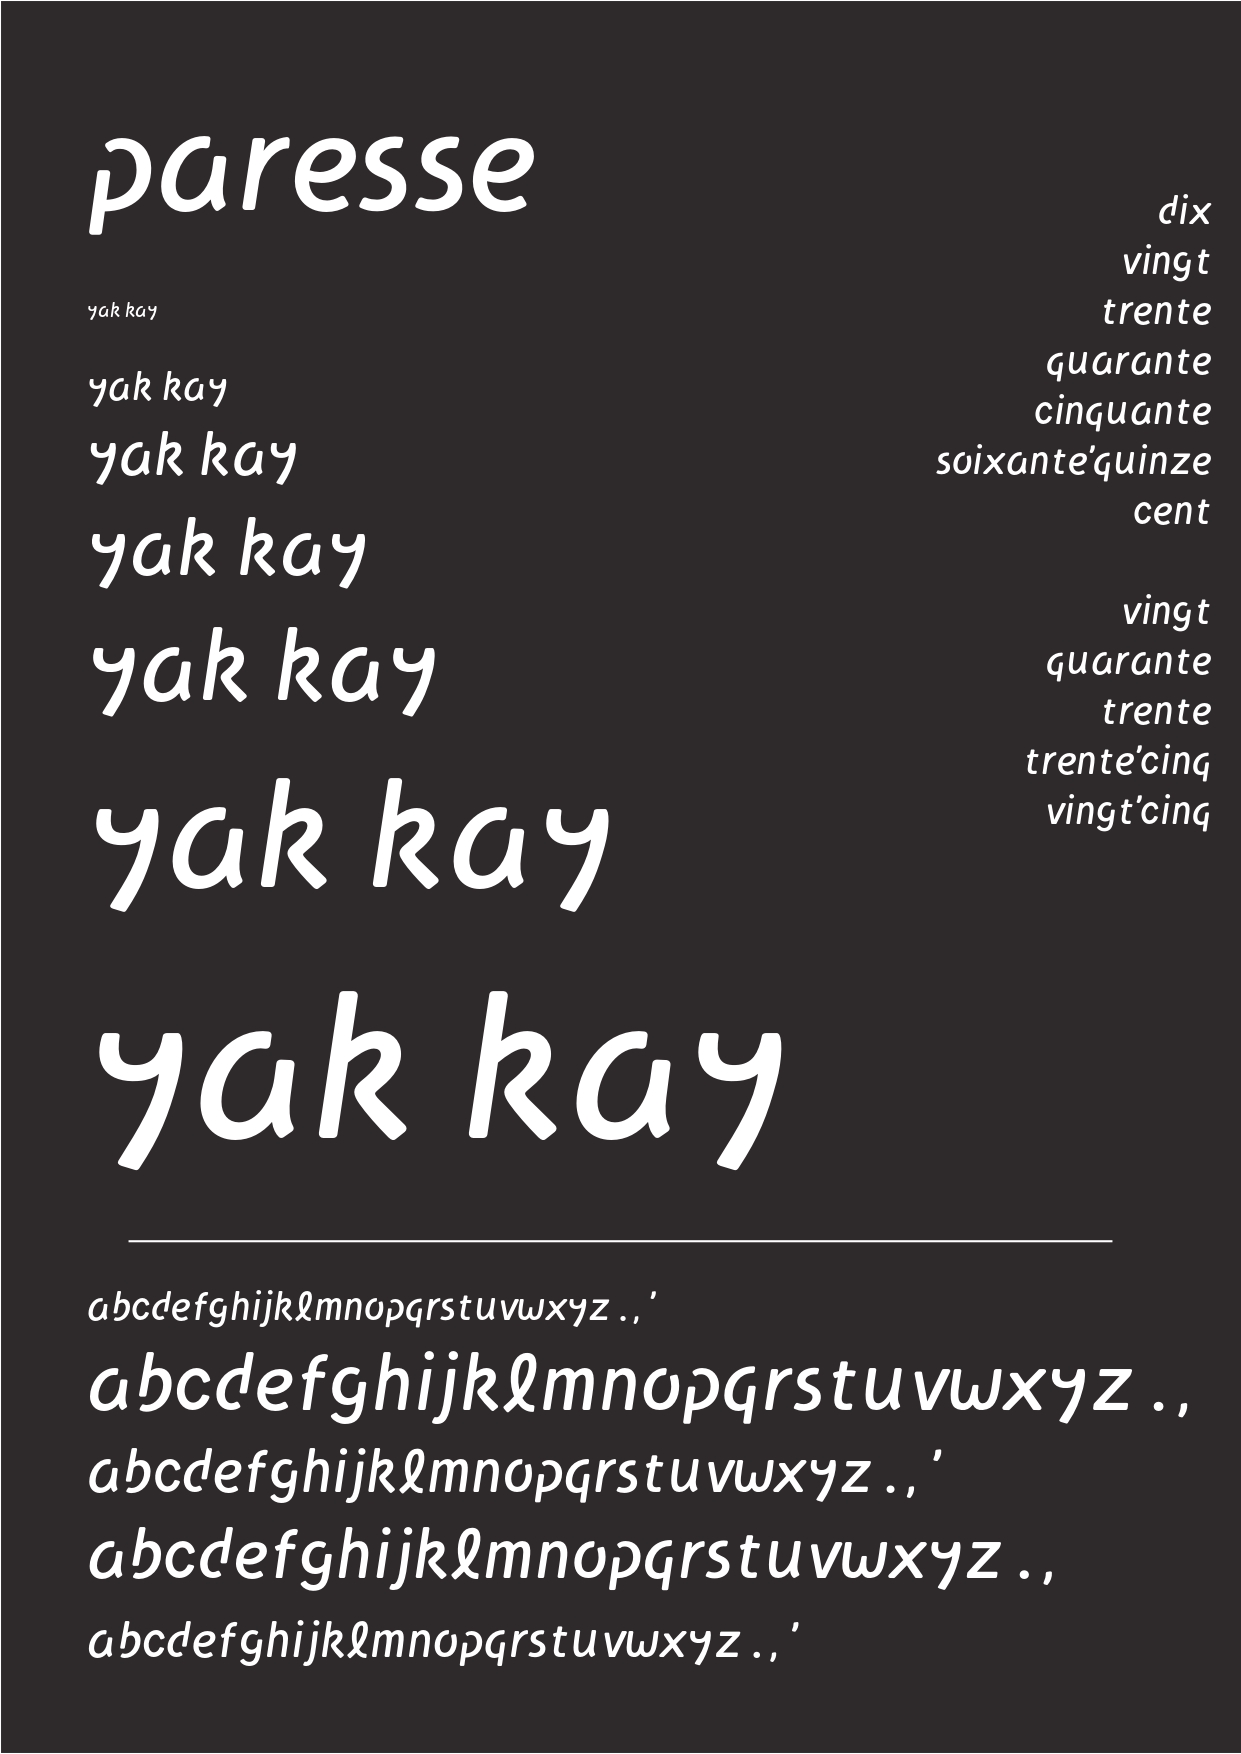 paresse
yak kay
yak kay
yak kay
yak kay
yak kay
yak kay
yak kay
dix
vingt
trente
quarante
cinquante
soixante'quinze
cent
vingt
quarante
trente
trente'cinq
vingt'cinq
abcdefghijklmnopqrstuvwxyz . , '
abcdefghijklmnopqrstuvwxyz . ,
abcdefghijklmnopqrstuvwxyz . , '
abcdefghijklmnopqrstuvwxyz . ,
abcdefghijklmnopqrstuvwxyz . , '